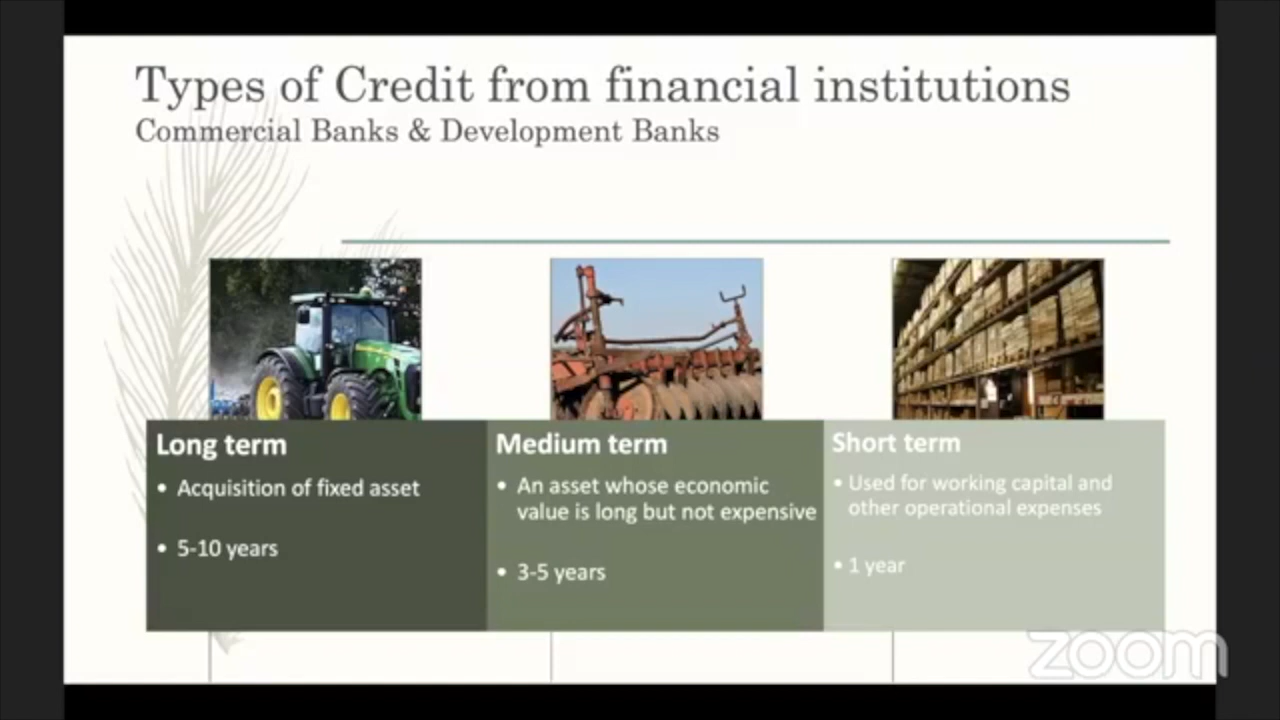 Types of Credit from financial institutions
Commercial Banks & Development Banks
Long term
• Acquisition of fixed asset
• 5-10 years
Medium term
• An asset whose economic
value is long but not expensive
• 3-5 years
Short term
• Used for working capital and
other operational expenses
• 1 year
zoom